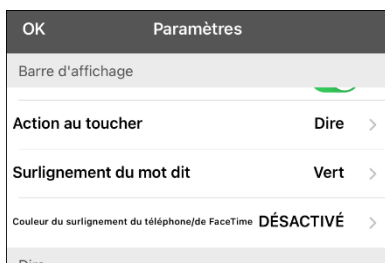 OK Paramètres
Barre d'affichage
Action au toucher Dire
Surlignement du mot dit Vert
Couleur du surlignement du téléphone/de FaceTime DÉSACTIVÉ
Dire